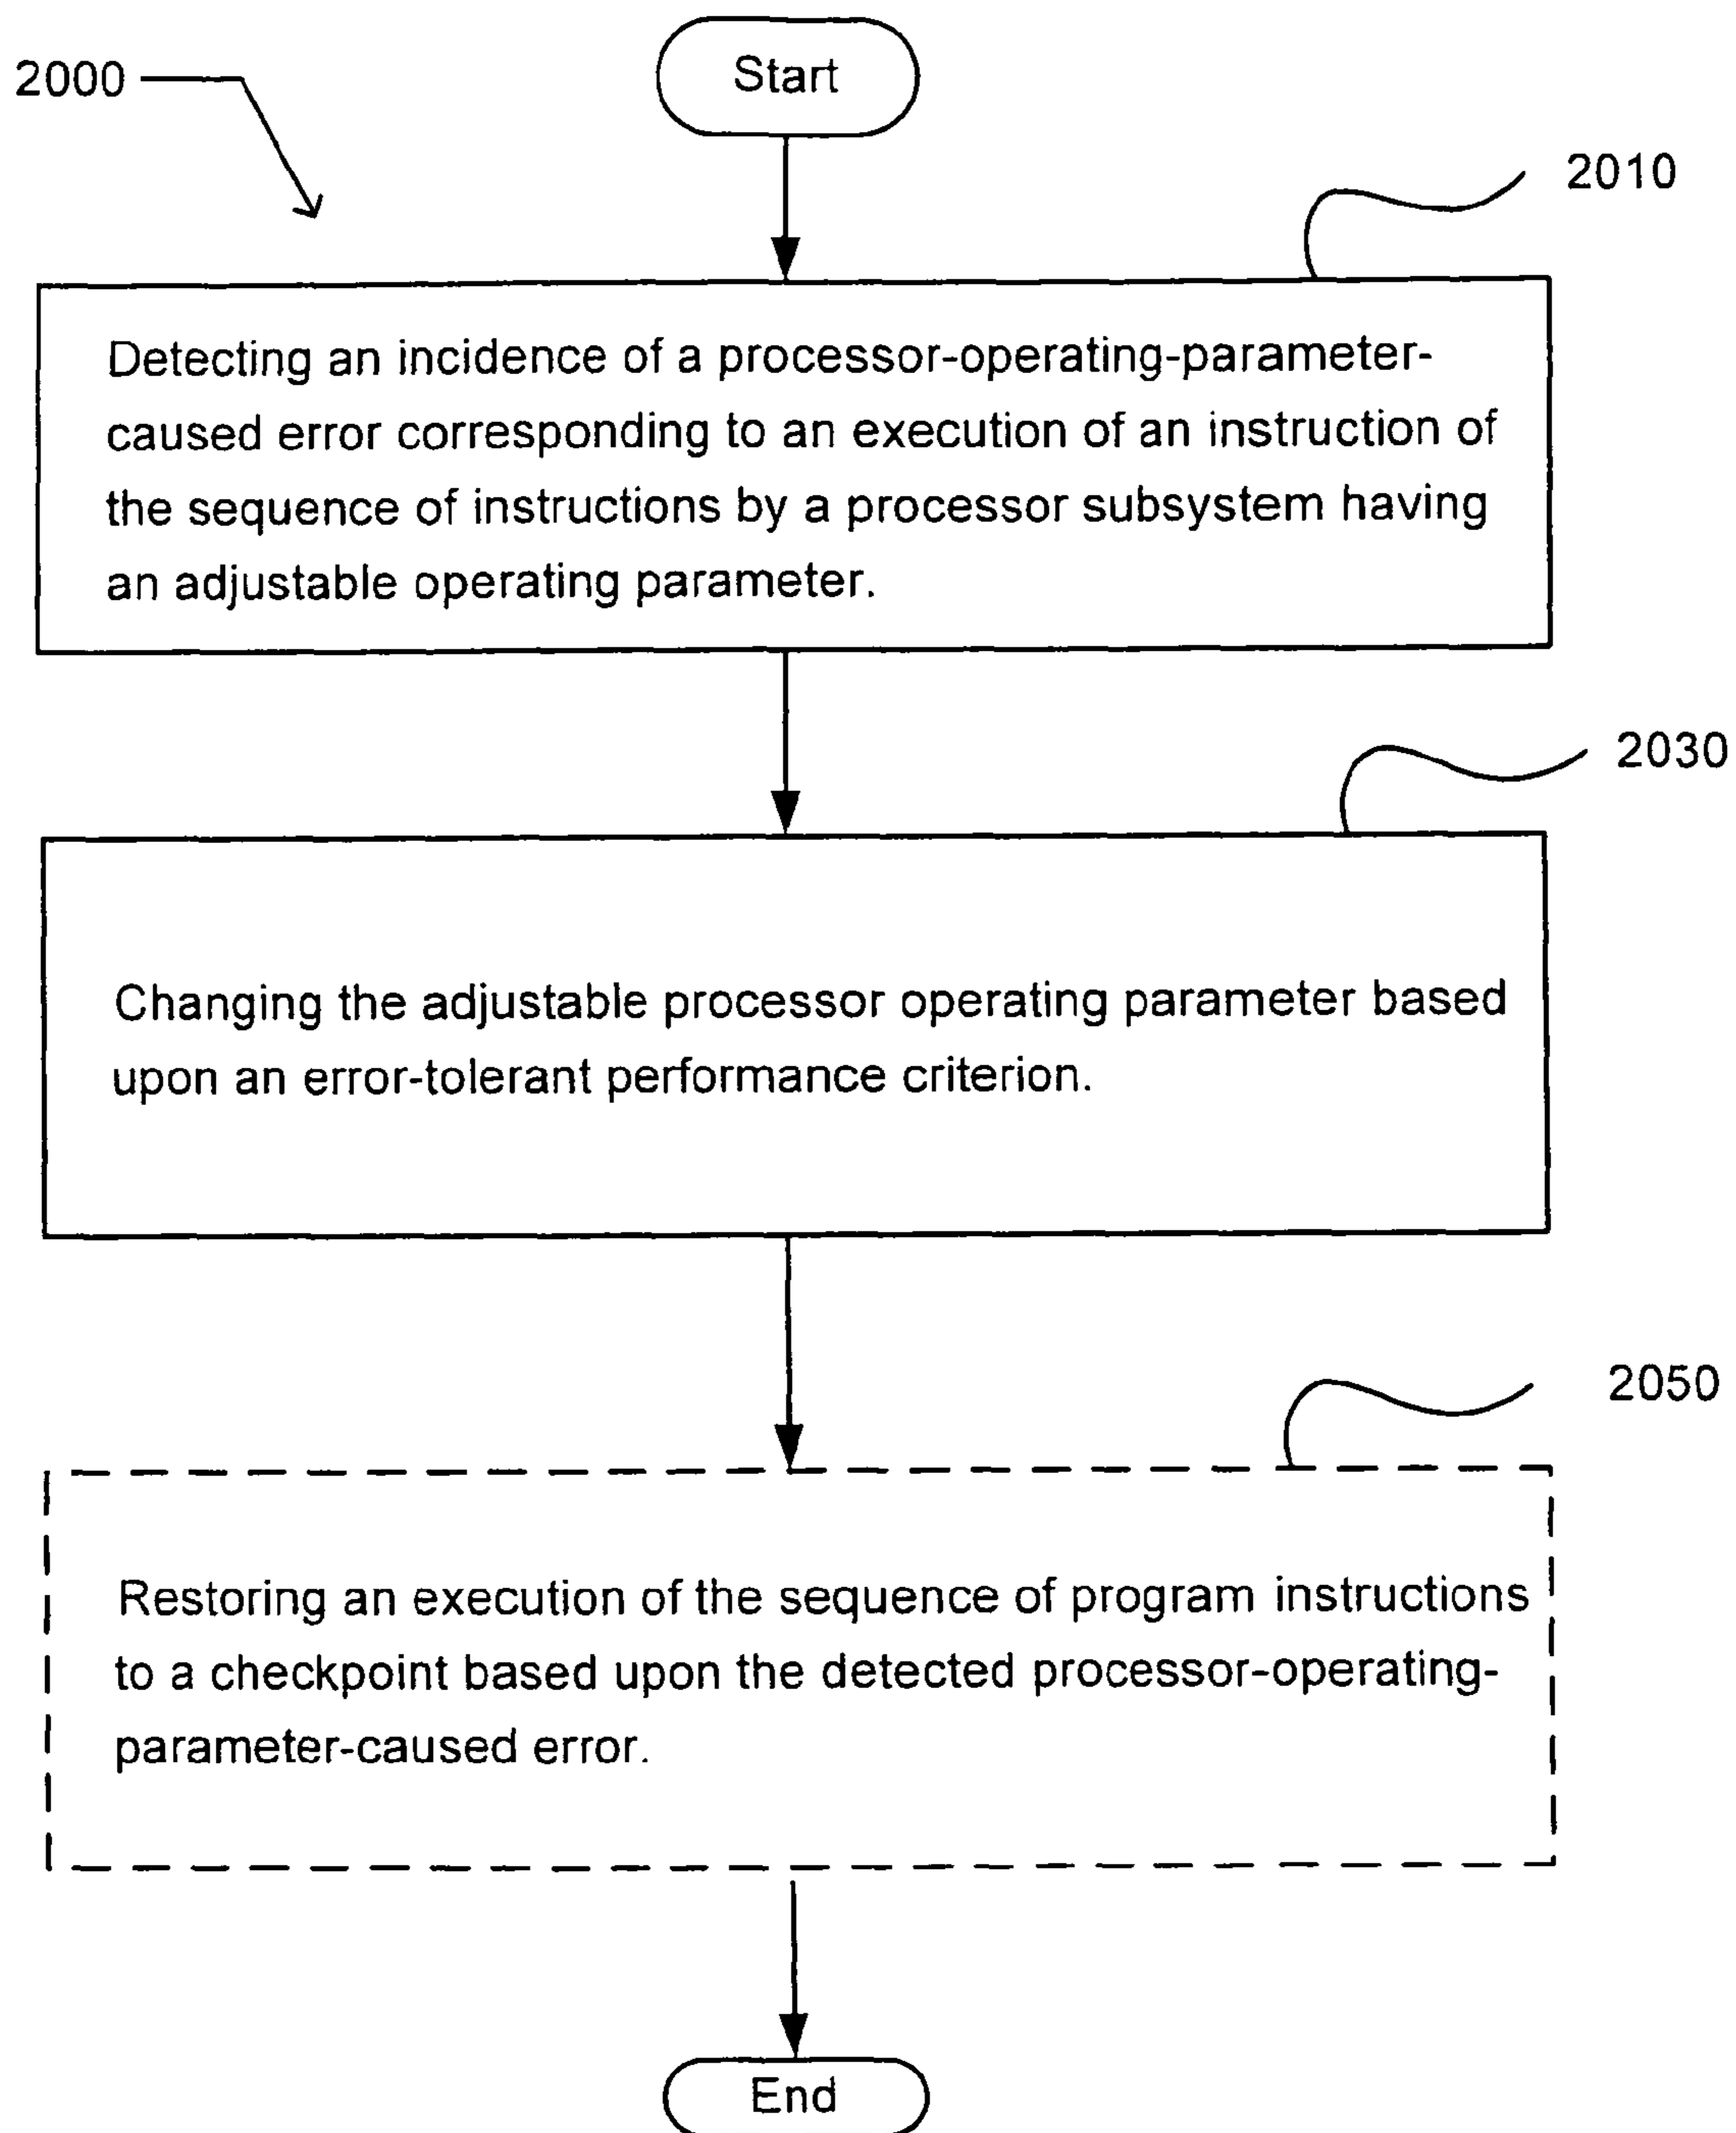 2000
Start
2010
Detecting an incidence of a processor-operating-parameter-
caused error corresponding to an execution of an instruction of
the sequence of instructions by a processor subsystem having
an adjustable operating parameter.
2030
Changing the adjustable processor operating parameter based
upon an error-tolerant performance criterion.
2050
Restoring an execution of the sequence of program instructions
to a checkpoint based upon the detected processor-operating-
parameter-caused error.
End